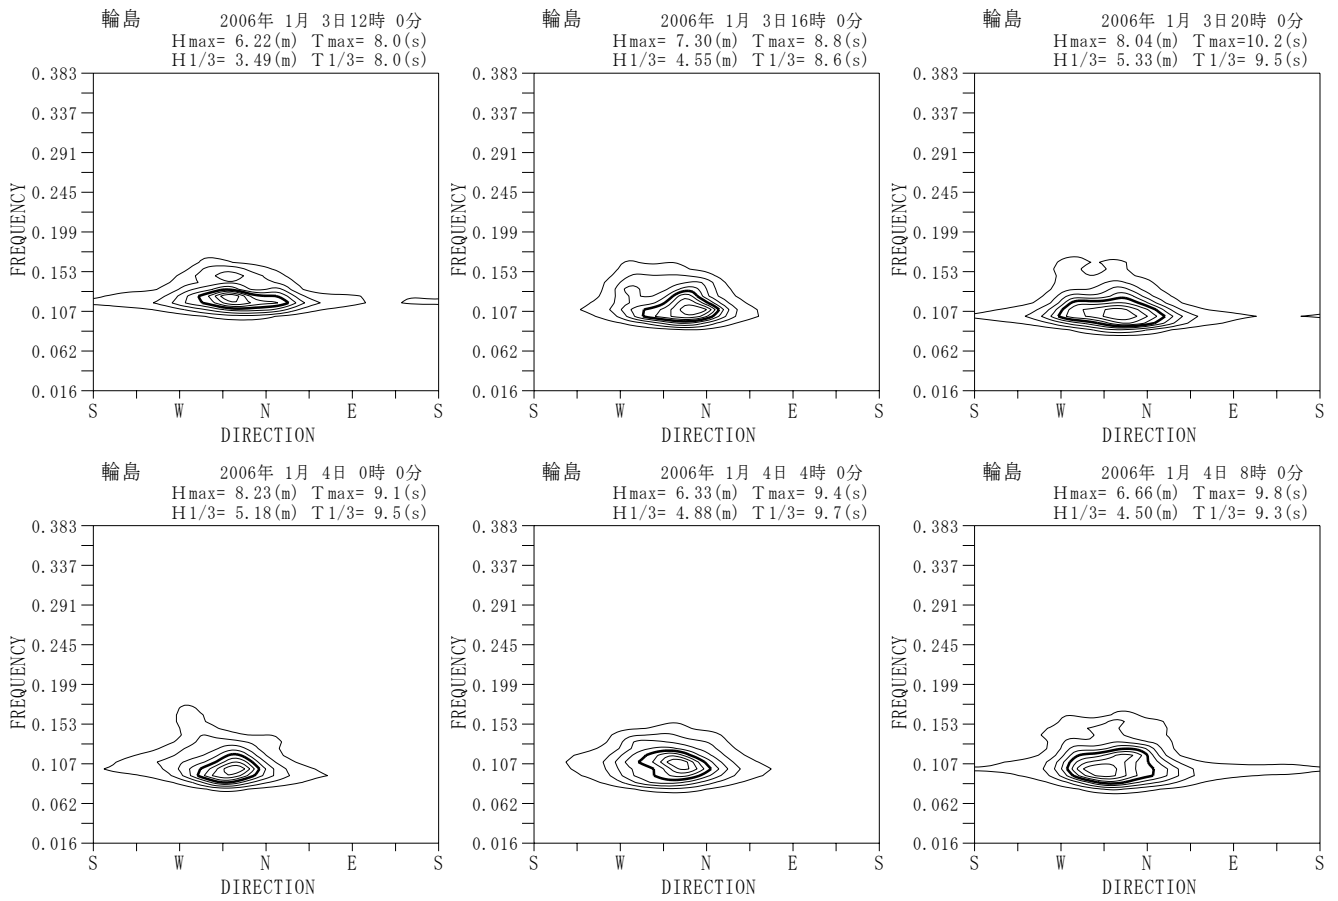 輪島 2006年 1月 3日12時 0分
Hmax= 6.22(m) Tmax= 8.0(s)
H1/3= 3.49(m) T1/3= 8.0(s)
0.383
0.337
0.291
0.245
0.199
0.153
0.107
0.062
0.016
FREQUENCY
S W N E S
DIRECTION
輪島 2006年 1月 3日16時 0分
Hmax= 7.30(m) Tmax= 8.8(s)
H1/3= 4.55(m) T1/3= 8.6(s)
0.383
0.337
0.291
0.245
0.199
0.153
0.107
0.062
0.016
FREQUENCY
S W N E S
DIRECTION
輪島 2006年 1月 3日20時 0分
Hmax= 8.04(m) Tmax=10.2(s)
H1/3= 5.33(m) T1/3= 9.5(s)
0.383
0.337
0.291
0.245
0.199
0.153
0.107
0.062
0.016
FREQUENCY
S W N E S
DIRECTION
輪島 2006年 1月 4日 0時 0分
Hmax= 8.23(m) Tmax= 9.1(s)
H1/3= 5.18(m) T1/3= 9.5(s)
0.383
0.337
0.291
0.245
0.199
0.153
0.107
0.062
0.016
FREQUENCY
S W N E S
DIRECTION
輪島 2006年 1月 4日 4時 0分
Hmax= 6.33(m) Tmax= 9.4(s)
H1/3= 4.88(m) T1/3= 9.7(s)
0.383
0.337
0.291
0.245
0.199
0.153
0.107
0.062
0.016
FREQUENCY
S W N E S
DIRECTION
輪島 2006年 1月 4日 8時 0分
Hmax= 6.66(m) Tmax= 9.8(s)
H1/3= 4.50(m) T1/3= 9.3(s)
0.383
0.337
0.291
0.245
0.199
0.153
0.107
0.062
0.016
FREQUENCY
S W N E S
DIRECTION